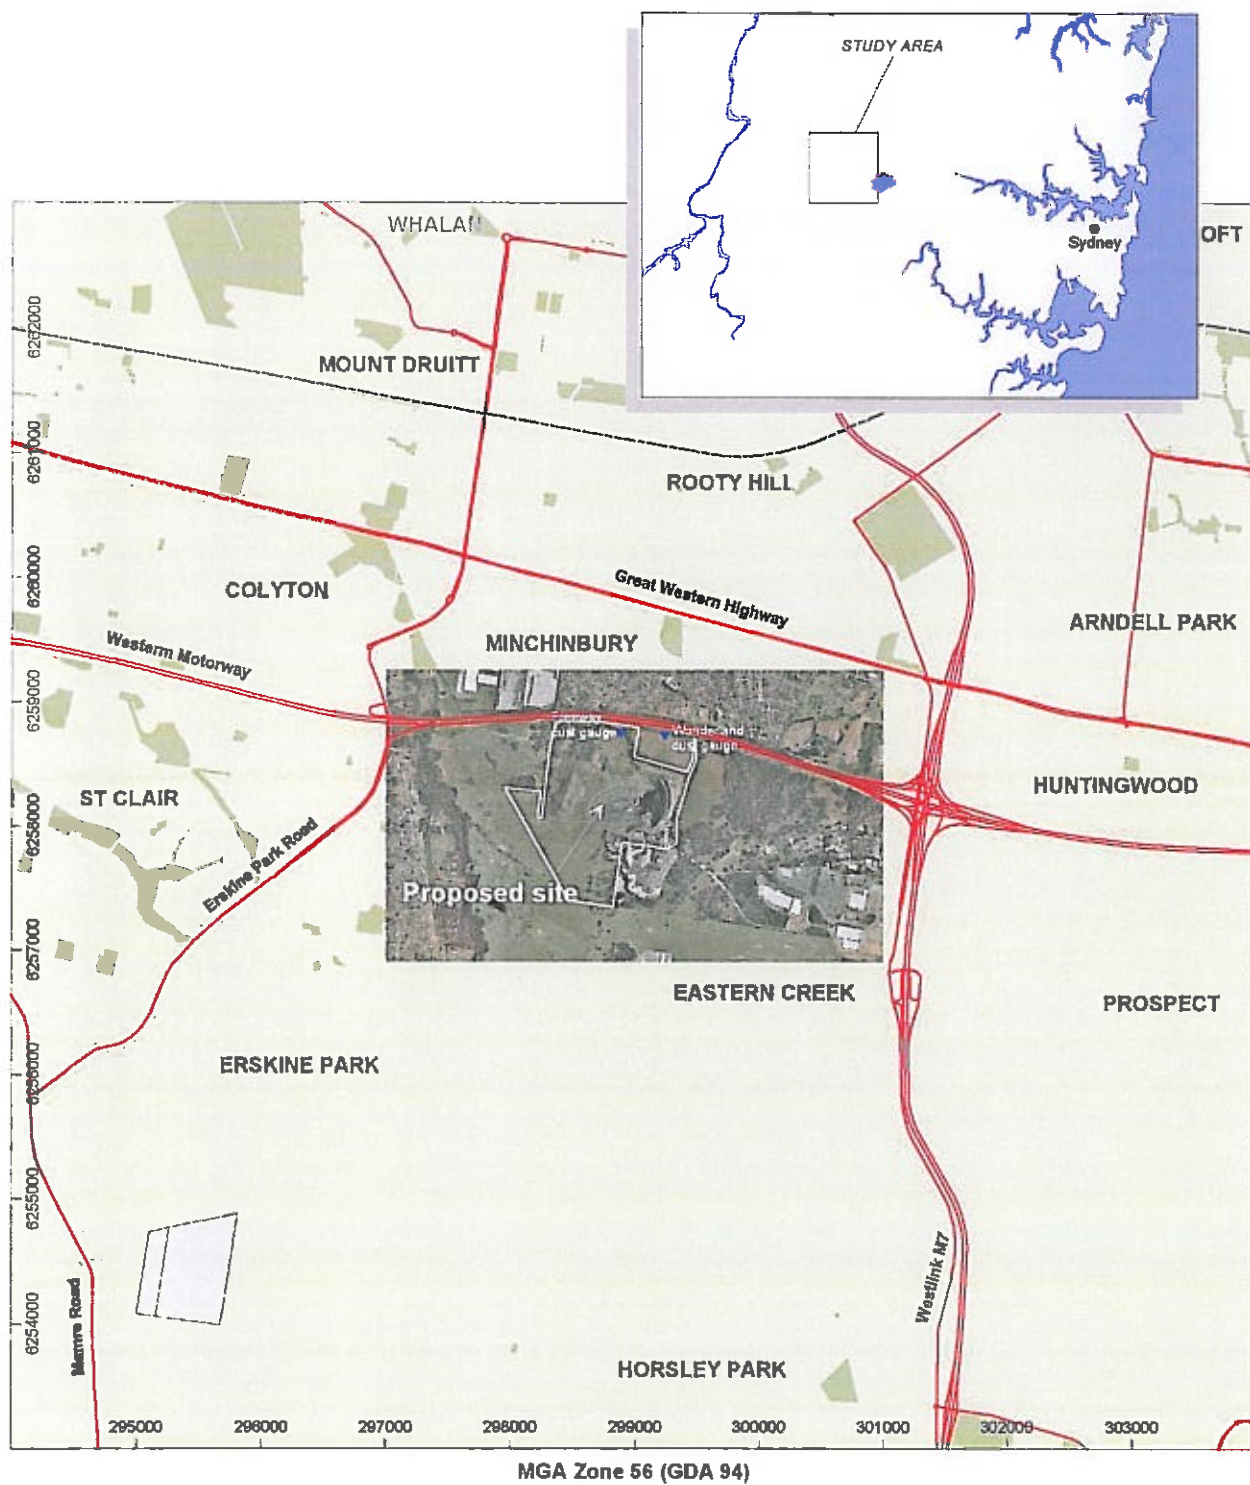 STUDY AREA
Sydney
WHALAN
OFT
6262000
MOUNT DRUITT
6261000
ROOTY HILL
6260000
COLYTON
Great Western Highway
ARNDELL PARK
MINCHINBURY
Western Motorway
6259000
dust gauge
Wonderland
dust gauge
HUNTINGWOOD
ST CLAIR
6258000
Erskine Park Road
Proposed site
6257000
EASTERN CREEK
PROSPECT
6256000
ERSKINE PARK
6255000
Westlink M7
6254000
Mamre Road
HORSLEY PARK
295000
296000
297000
298000
299000
300000
301000
302000
303000
MGA Zone 56 (GDA 94)